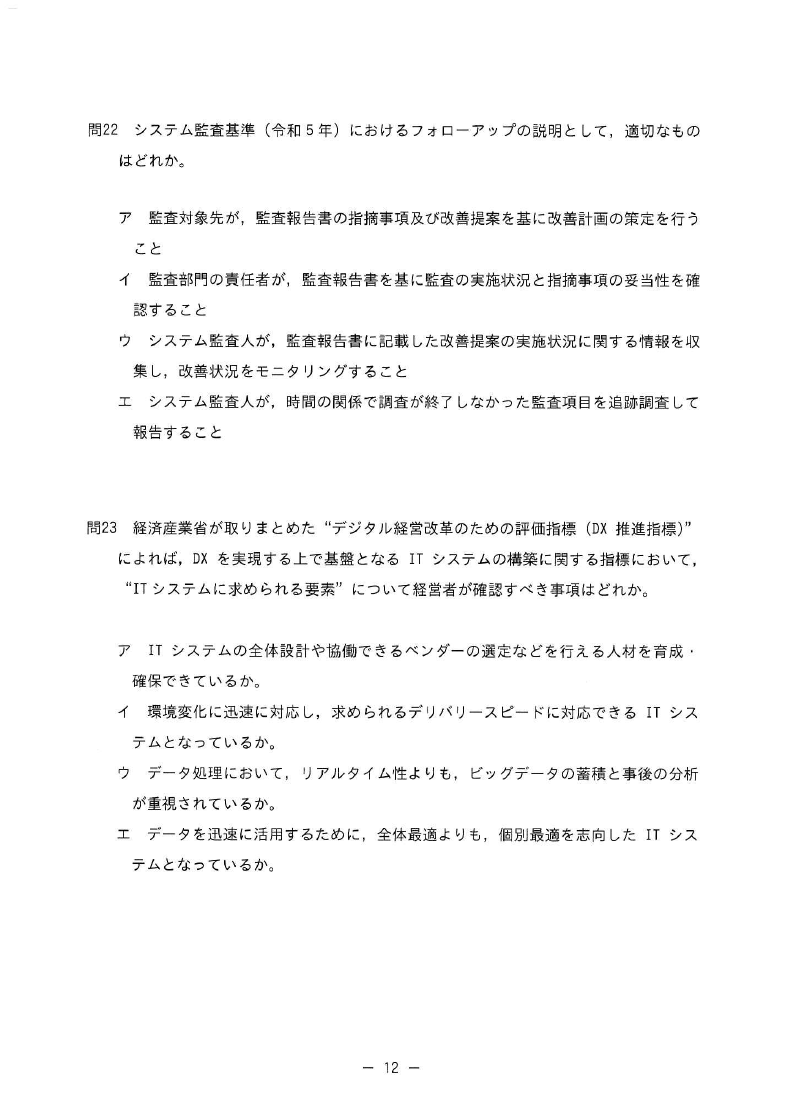 問22 システム監査基準（令和5年）におけるフォローアップの説明として，適切なもの
はどれか。
ア 監査対象先が，監査報告書の指摘事項及び改善提案を基に改善計画の策定を行う
こと
イ 監査部門の責任者が，監査報告書を基に監査の実施状況と指摘事項の妥当性を確
認すること
ウ システム監査人が，監査報告書に記載した改善提案の実施状況に関する情報を収
集し，改善状況をモニタリングすること
エ システム監査人が，時間の関係で調査が終了しなかった監査項目を追跡調査して
報告すること
問23 経済産業省が取りまとめた“デジタル経営改革のための評価指標（DX 推進指標）”
によれば，DX を実現する上で基盤となる IT システムの構築に関する指標において，
“IT システムに求められる要素”について経営者が確認すべき事項はどれか。
ア IT システムの全体設計や協働できるベンダーの選定などを行える人材を育成・
確保できているか。
イ 環境変化に迅速に対応し，求められるデリバリースピードに対応できる IT シス
テムとなっているか。
ウ データ処理において，リアルタイム性よりも，ビッグデータの蓄積と事後の分析
が重視されているか。
エ データを迅速に活用するために，全体最適よりも，個別最適を志向した IT シス
テムとなっているか。
－ 12 －